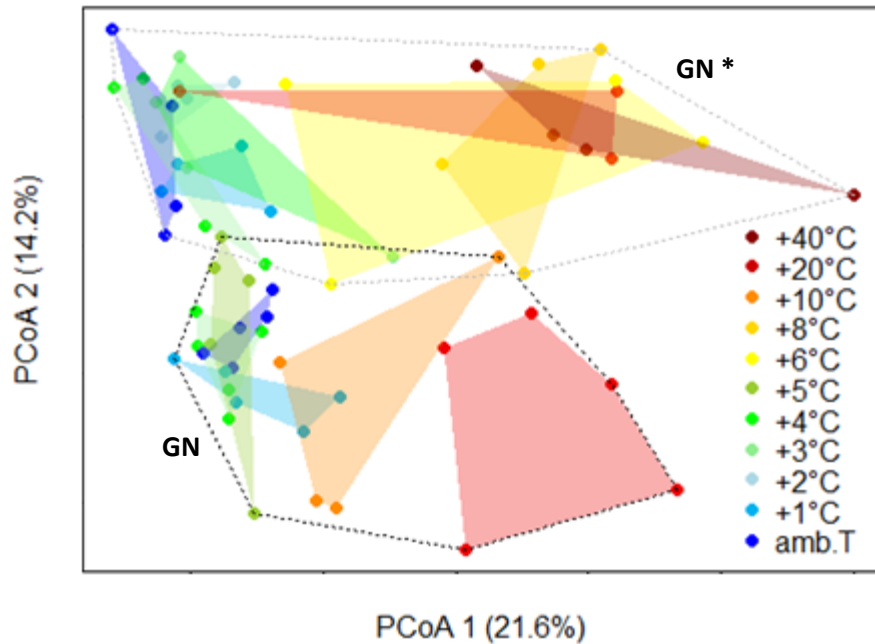 GN *
PCoA 2 (14.2%)
+40°C
+20°C
+10°C
+8°C
+6°C
+5°C
+4°C
+3°C
+2°C
+1°C
amb.T
GN
PCoA 1 (21.6%)